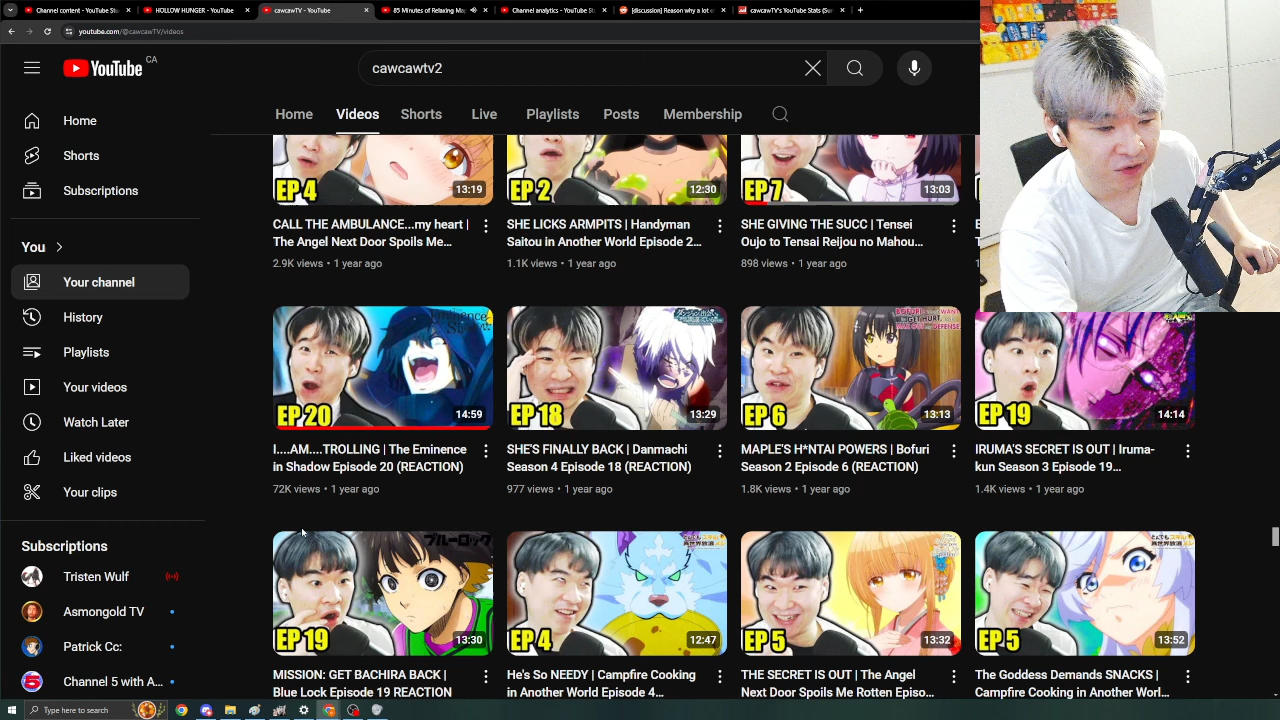 Channel content - YouTube Stu
HOLLOW HUNGER - YouTube
cawcawTV - YouTube
85 Minutes of Relaxing Ma
Channel analytics - YouTube St
[discussion] Reason why a lot o
cawcawTV's YouTube Stats (Su
youtube.com/@cawcawTV/videos
YouTube CA
cawcawtv2
Home
Videos
Shorts
Live
Playlists
Posts
Membership
Home
Shorts
Subscriptions
You
Your channel
History
Playlists
Your videos
Watch Later
Liked videos
Your clips
Subscriptions
Tristen Wulf
Asmongold TV
Patrick Cc:
Channel 5 with A...
EP 4
13:19
EP 2
12:30
EP 7
13:03
CALL THE AMBULANCE...my heart |
The Angel Next Door Spoils Me...
2.9K views • 1 year ago
SHE LICKS ARMPITS | Handyman
Saitou in Another World Episode 2...
1.1K views • 1 year ago
SHE GIVING THE SUCC | Tensei
Oujo to Tensei Reijou no Mahou...
898 views • 1 year ago
EP 20
14:59
EP 18
13:29
EP 6
13:13
EP 19
14:14
I....AM....TROLLING | The Eminence
in Shadow Episode 20 (REACTION)
72K views • 1 year ago
SHE'S FINALLY BACK | Danmachi
Season 4 Episode 18 (REACTION)
977 views • 1 year ago
MAPLE'S H*NTAI POWERS | Bofuri
Season 2 Episode 6 (REACTION)
1.8K views • 1 year ago
IRUMA'S SECRET IS OUT | Iruma-
kun Season 3 Episode 19...
1.4K views • 1 year ago
ブルーロック
EP 19
13:30
EP 4
12:47
EP 5
13:32
EP 5
13:52
MISSION: GET BACHIRA BACK |
Blue Lock Episode 19 REACTION
He's So NEEDY | Campfire Cooking
in Another World Episode 4...
THE SECRET IS OUT | The Angel
Next Door Spoils Me Rotten Episo...
The Goddess Demands SNACKS |
Campfire Cooking in Another Worl...
Type here to search